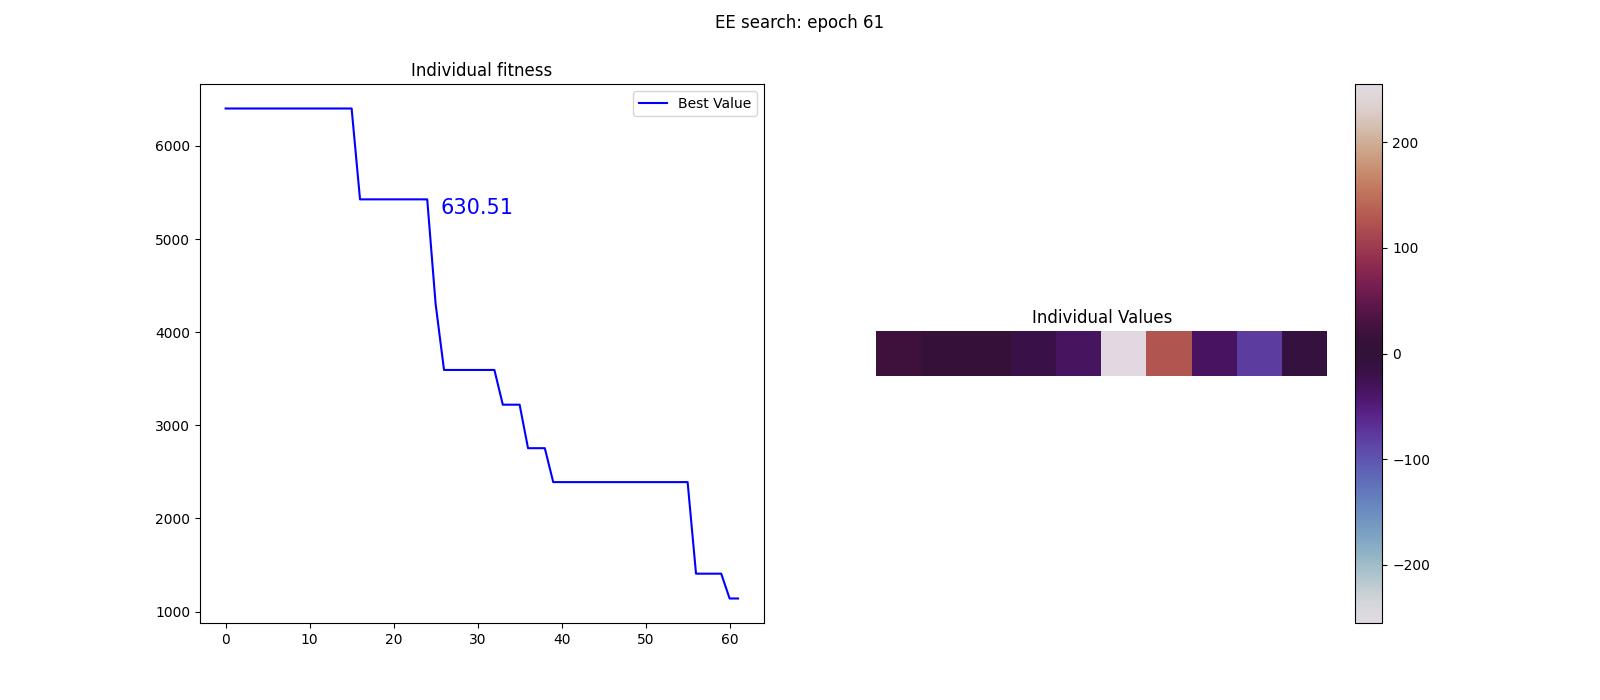 EE search: epoch 61
Individual fitness
Best Value
6000
5000
4000
3000
2000
1000
630.51
0 10 20 30 40 50 60
Individual Values
200
100
0
−100
−200